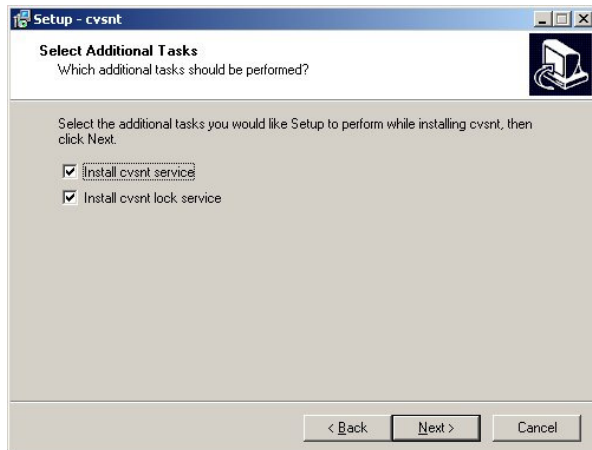 Setup - cvsnt
Select Additional Tasks
Which additional tasks should be performed?
Select the additional tasks you would like Setup to perform while installing cvsnt, then
click Next.
Install cvsnt service
Install cvsnt lock service
< Back Next > Cancel